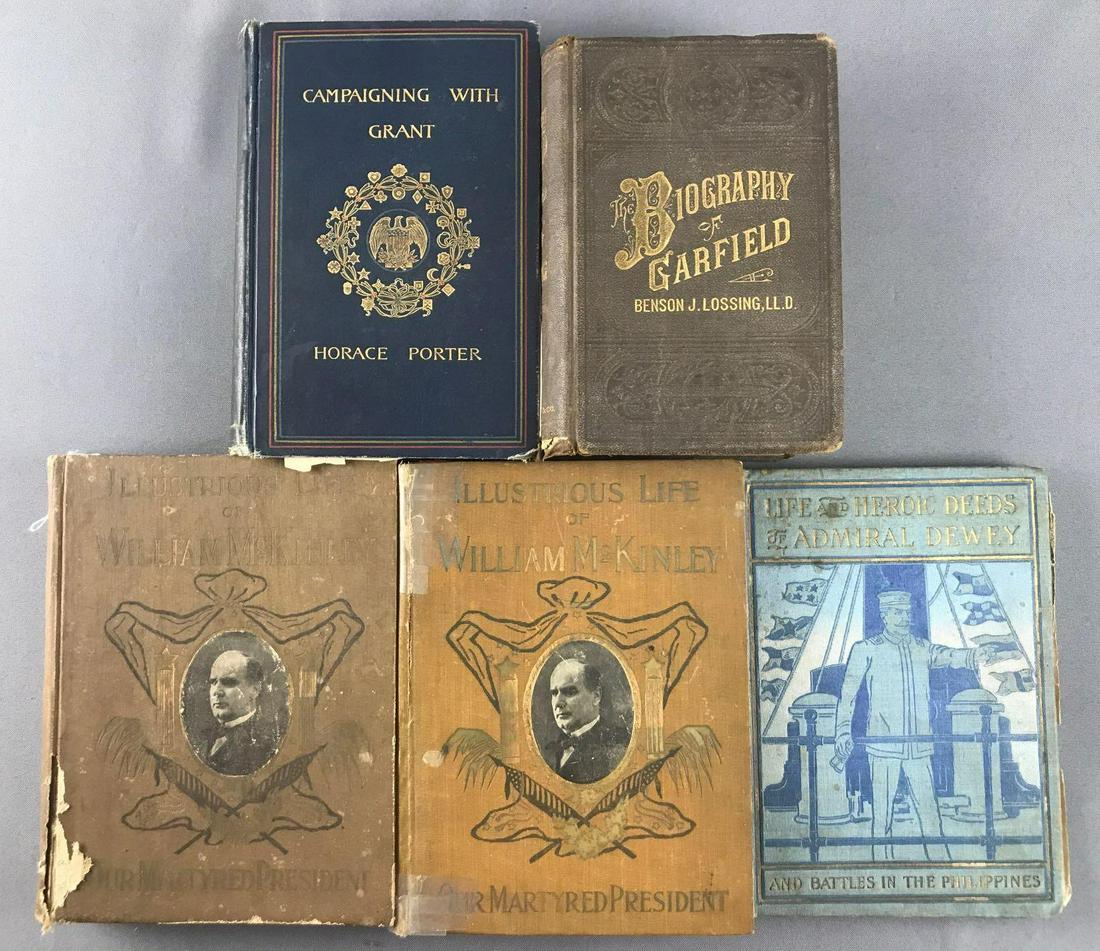 CAMPAIGNING WITH
GRANT
HORACE PORTER
The BIOGRAPHY
of
GARFIELD
BENSON J. LOSSING, LL.D.
ILLUSTRIOUS LIFE
OF
WILLIAM McKINLEY
OUR MARTYRED PRESIDENT
ILLUSTRIOUS LIFE
OF
WILLIAM McKINLEY
OUR MARTYRED PRESIDENT
LIFE AND HEROIC DEEDS
OF ADMIRAL DEWEY
AND BATTLES IN THE PHILIPPINES